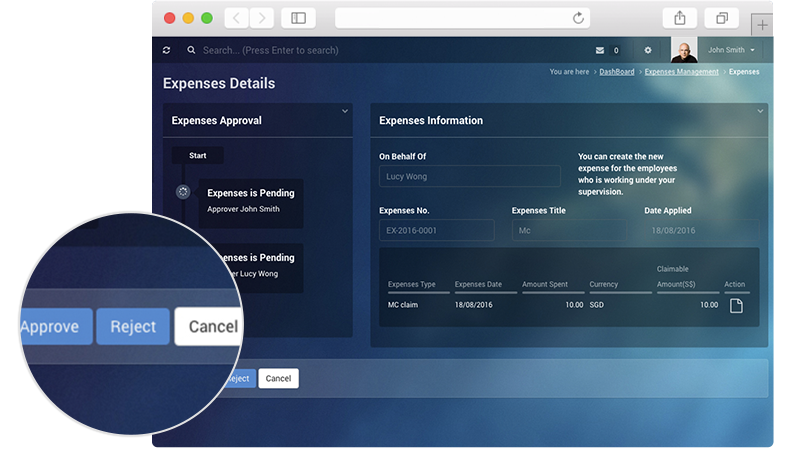 Search... (Press Enter to search)
0
John Smith
You are here > DashBoard > Expenses Management > Expenses
Expenses Details
Expenses Approval
Start
Expenses is Pending
Approver John Smith
Expenses is Pending
Lucy Wong
Expenses Information
On Behalf Of
Lucy Wong
You can create the new
expense for the employees
who is working under your
supervision.
Expenses No.
Expenses Title
Date Applied
EX-2016-0001
Mc
18/08/2016
Claimable
Expenses Type
Expenses Date
Amount Spent
Currency
Amount(S$)
Action
MC claim
18/08/2016
10.00
SGD
10.00
Approve
Reject
Cancel
Reject
Cancel